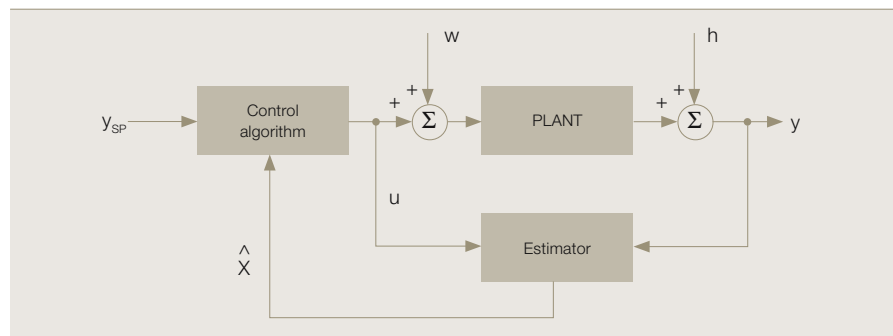 w
h
y_SP
Control
algorithm
+
+
Σ
PLANT
+
+
Σ
y
u
Estimator
^
X